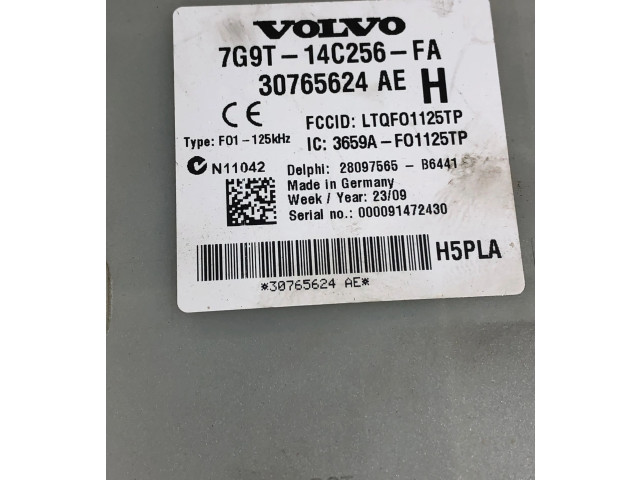 VOLVO
7G9T-14C256-FA
30765624 AE H
FCCID: LTQFO1125TP
Type: F01-125kHz IC: 3659A-FO1125TP
N11042 Delphi: 28097565 - B6441
Made in Germany
Week / Year: 23/09
Serial no.: 000091472430
H5PLA
*30765624 AE*